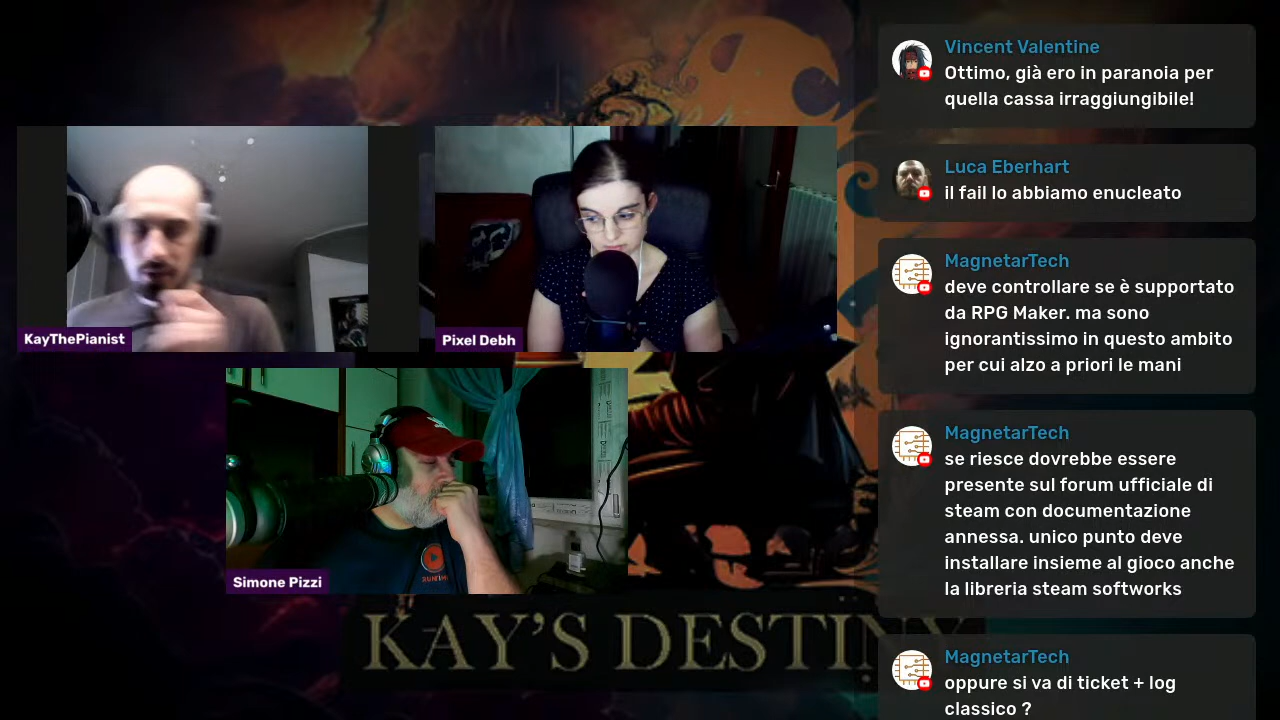 KayThePianist
Pixel Debh
Simone Pizzi
KAY'S DESTINY
Vincent Valentine
Ottimo, già ero in paranoia per
quella cassa irraggiungibile!
Luca Eberhart
il fail lo abbiamo enucleato
MagnetarTech
deve controllare se è supportato
da RPG Maker. ma sono
ignorantissimo in questo ambito
per cui alzo a priori le mani
MagnetarTech
se riesce dovrebbe essere
presente sul forum ufficiale di
steam con documentazione
annessa. unico punto deve
installare insieme al gioco anche
la libreria steam softworks
MagnetarTech
oppure si va di ticket + log
classico ?